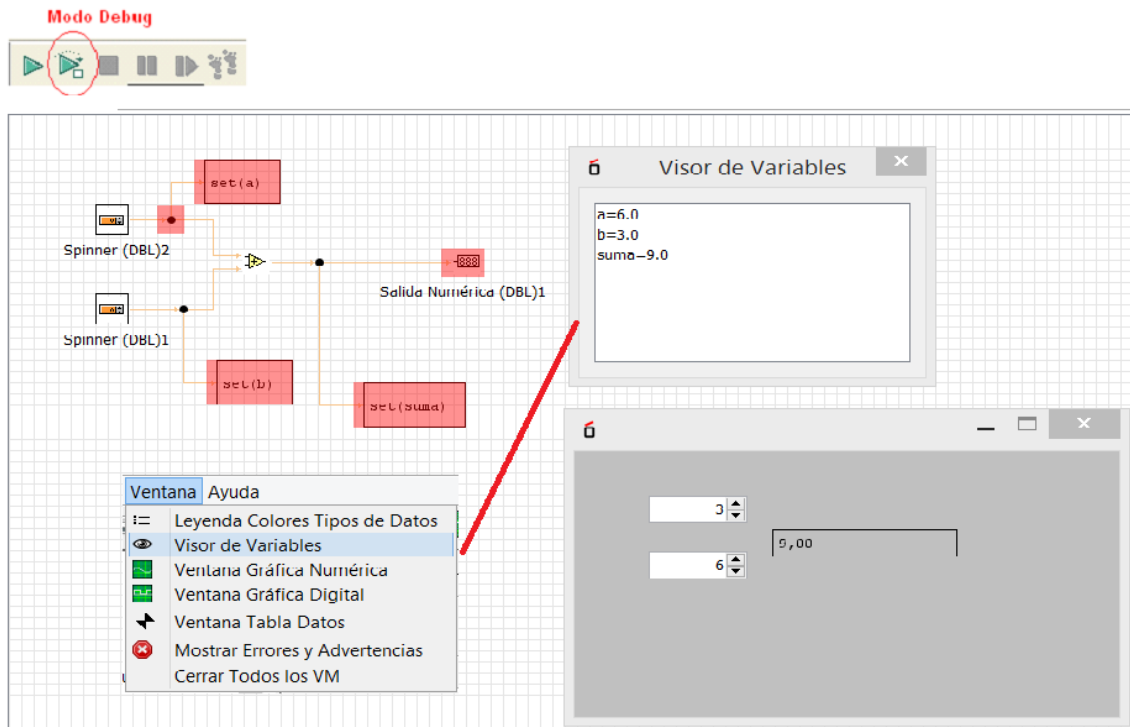 Modo Debug
set(a)
Spinner (DBL)2
Salida Numérica (DBL)1
Spinner (DBL)1
set(b)
set(suma)
Visor de Variables
a=6.0
b=3.0
suma=9.0
Ventana Ayuda
Leyenda Colores Tipos de Datos
Visor de Variables
Ventana Gráfica Numérica
Ventana Gráfica Digital
Ventana Tabla Datos
Mostrar Errores y Advertencias
Cerrar Todos los VM
3
6
9,00